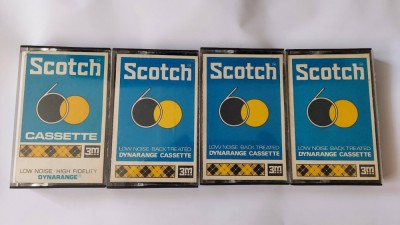 Scotch
60
CASSETTE
3M
LOW NOISE · HIGH FIDELITY
DYNARANGE
Scotch
60
LOW NOISE · BACK TREATED
DYNARANGE CASSETTE
3M
Scotch
60
LOW NOISE · BACK TREATED
DYNARANGE CASSETTE
3M
Scotch
60
LOW NOISE · BACK TREATED
DYNARANGE CASSETTE
3M